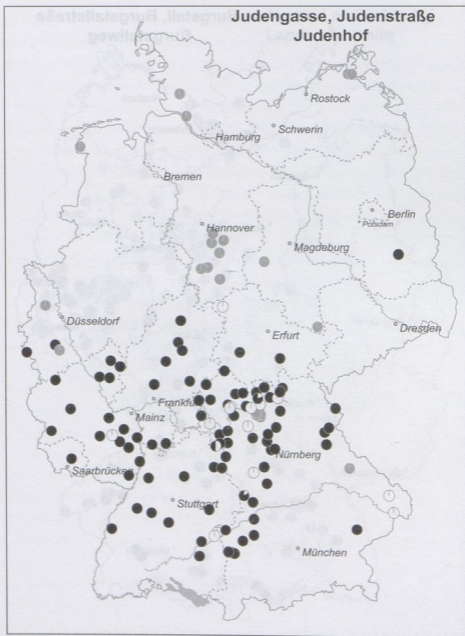 Judengasse, Judenstraße
Judenhof
Rostock
Schwerin
Hamburg
Bremen
Berlin
Potsdam
Hannover
Magdeburg
Düsseldorf
Erfurt
Dresden
Frankfurt
Mainz
Nürnberg
Saarbrücken
Stuttgart
München